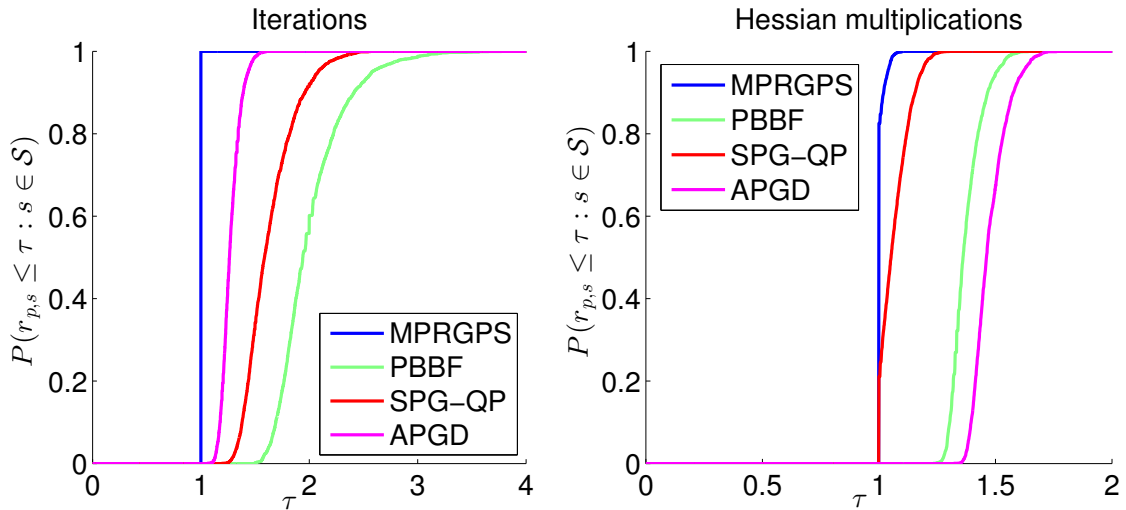 Iterations
1
0.8
0.6
0.4
0.2
0
P(r_{p,s} ≤ τ : s ∈ 𝒮)
MPRGPS
PBBF
SPG−QP
APGD
0 1 2 3 4
τ
Hessian multiplications
1
0.8
0.6
0.4
0.2
0
P(r_{p,s} ≤ τ : s ∈ 𝒮)
MPRGPS
PBBF
SPG−QP
APGD
0 0.5 1 1.5 2
τ